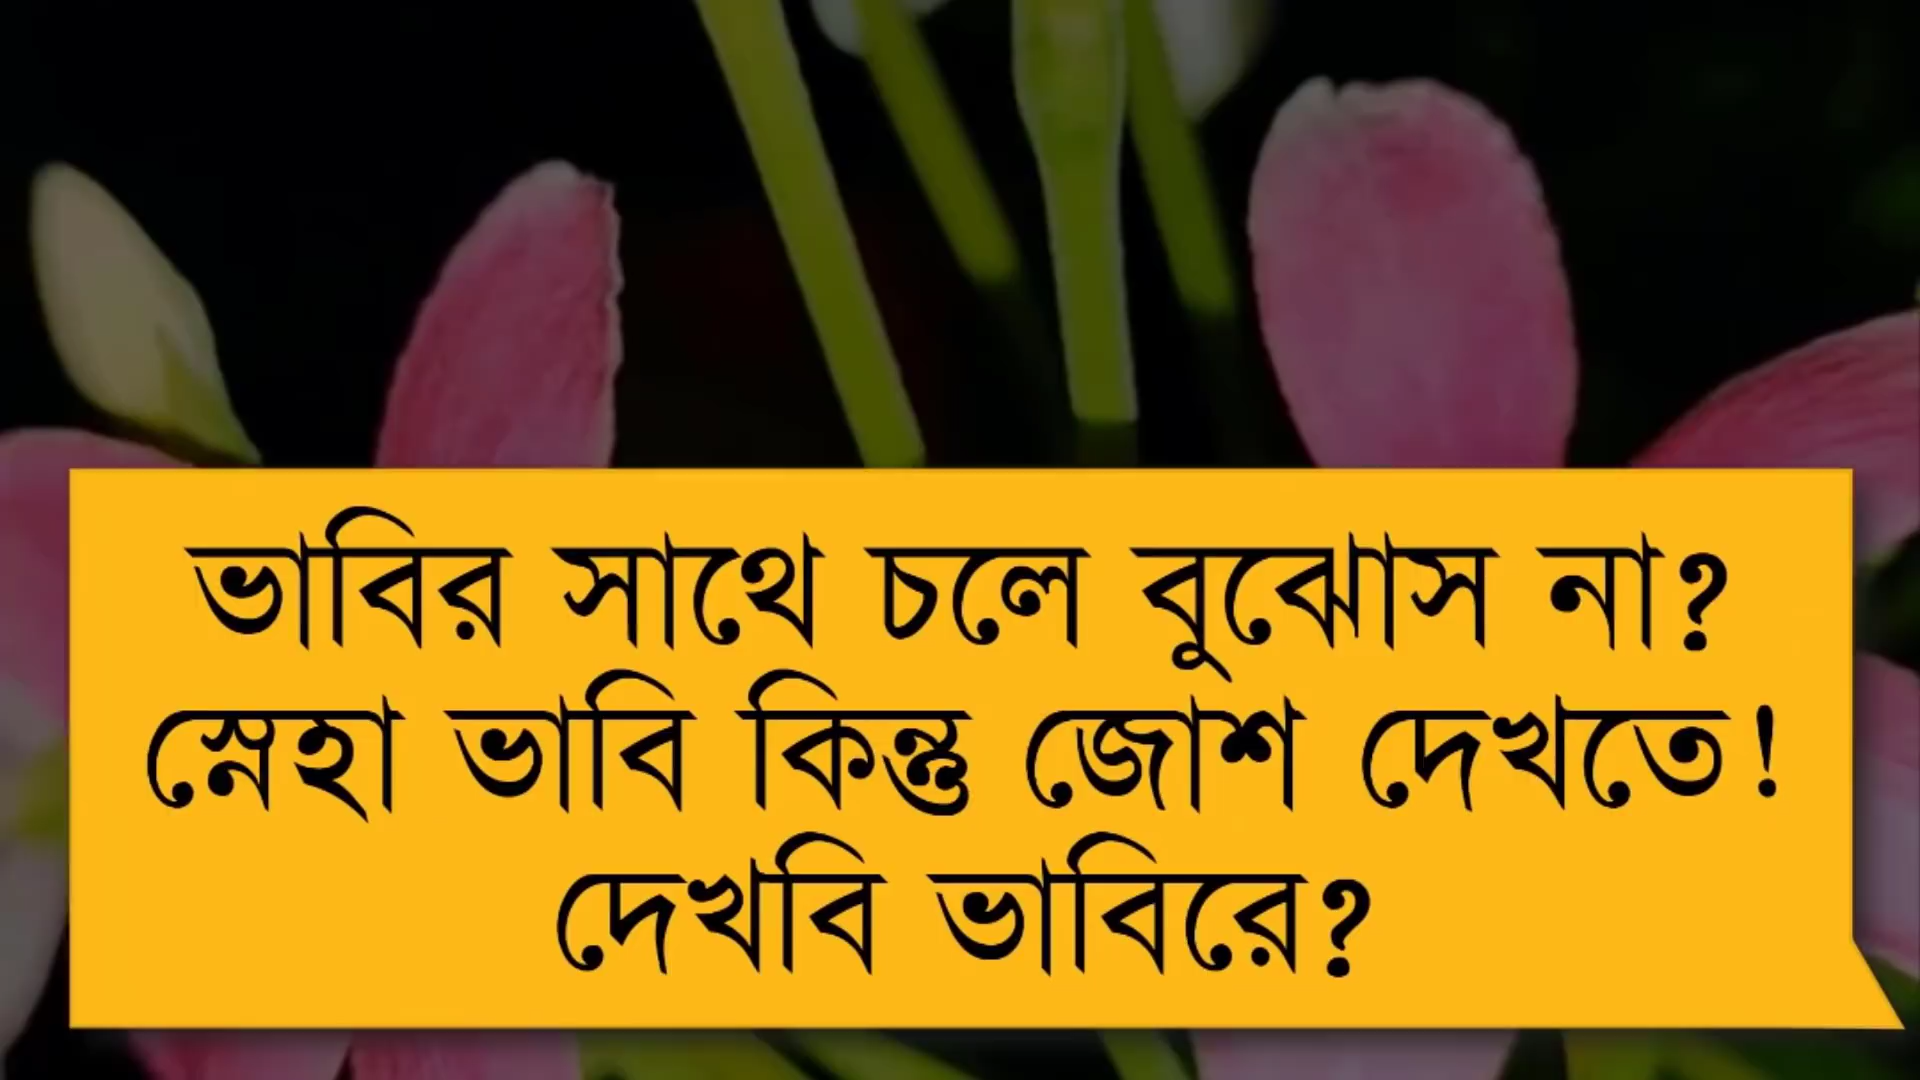 ভাবির সাথে চলে বুঝোস না?
স্নেহা ভাবি কিন্তু জোশ দেখতে!
দেখবি ভাবিরে?